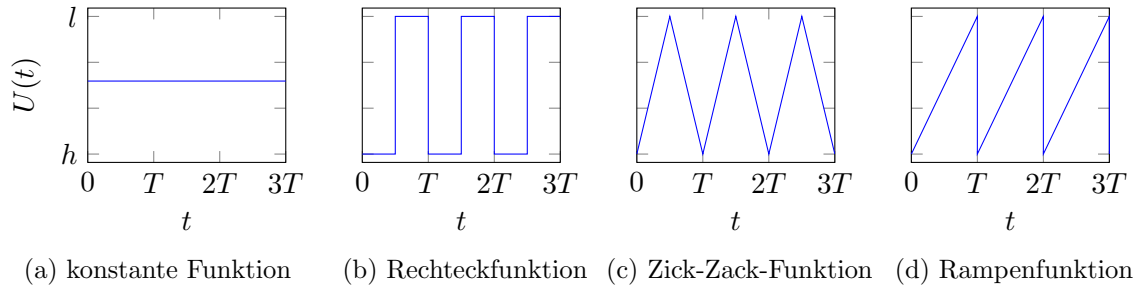 l
U(t)
h
0 T 2T 3T 0 T 2T 3T 0 T 2T 3T 0 T 2T 3T
t t t t
(a) konstante Funktion (b) Rechteckfunktion (c) Zick-Zack-Funktion (d) Rampenfunktion